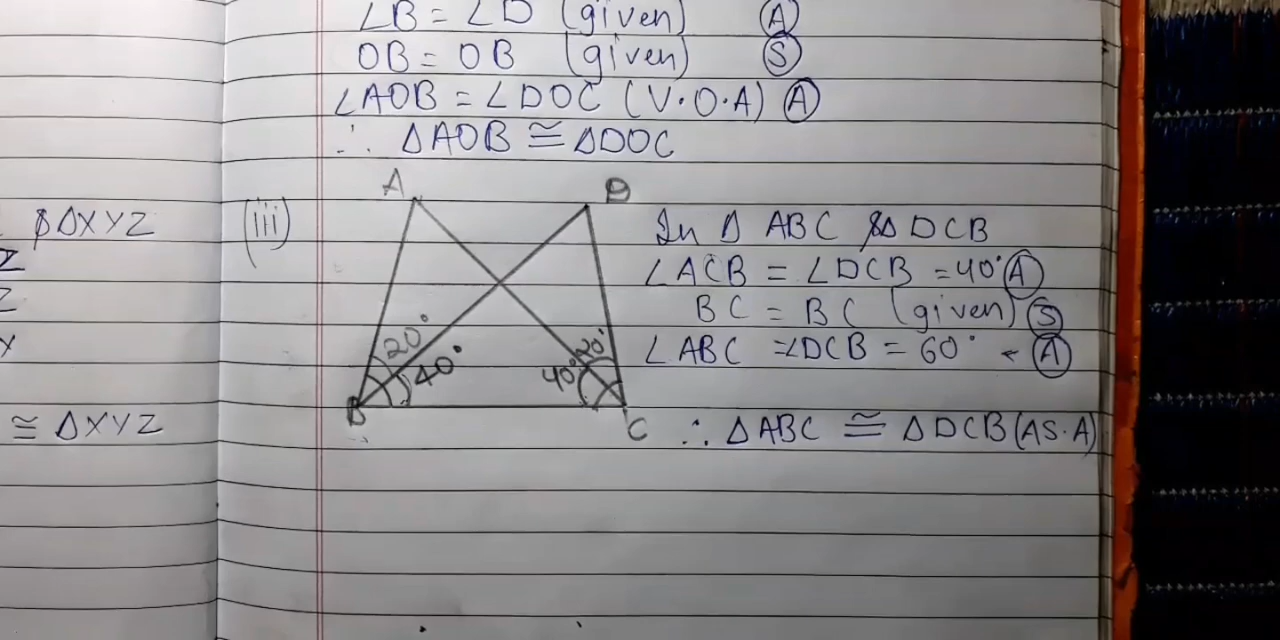 ∠B = ∠D (given) (A)
OB = OB (given) (S)
∠AOB = ∠DOC (V.O.A) (A)
∴ ΔAOB ≅ ΔDOC
ΔXYZ
Z
Z
X
≅ ΔXYZ
(iii)
A
D
20°
40°
40°
20°
B
C
In Δ ABC & Δ DCB
∠ACB = ∠DCB = 40° (A)
BC = BC (given) (S)
∠ABC = ∠DCB = 60° (A)
∴ ΔABC ≅ ΔDCB (AS.A)